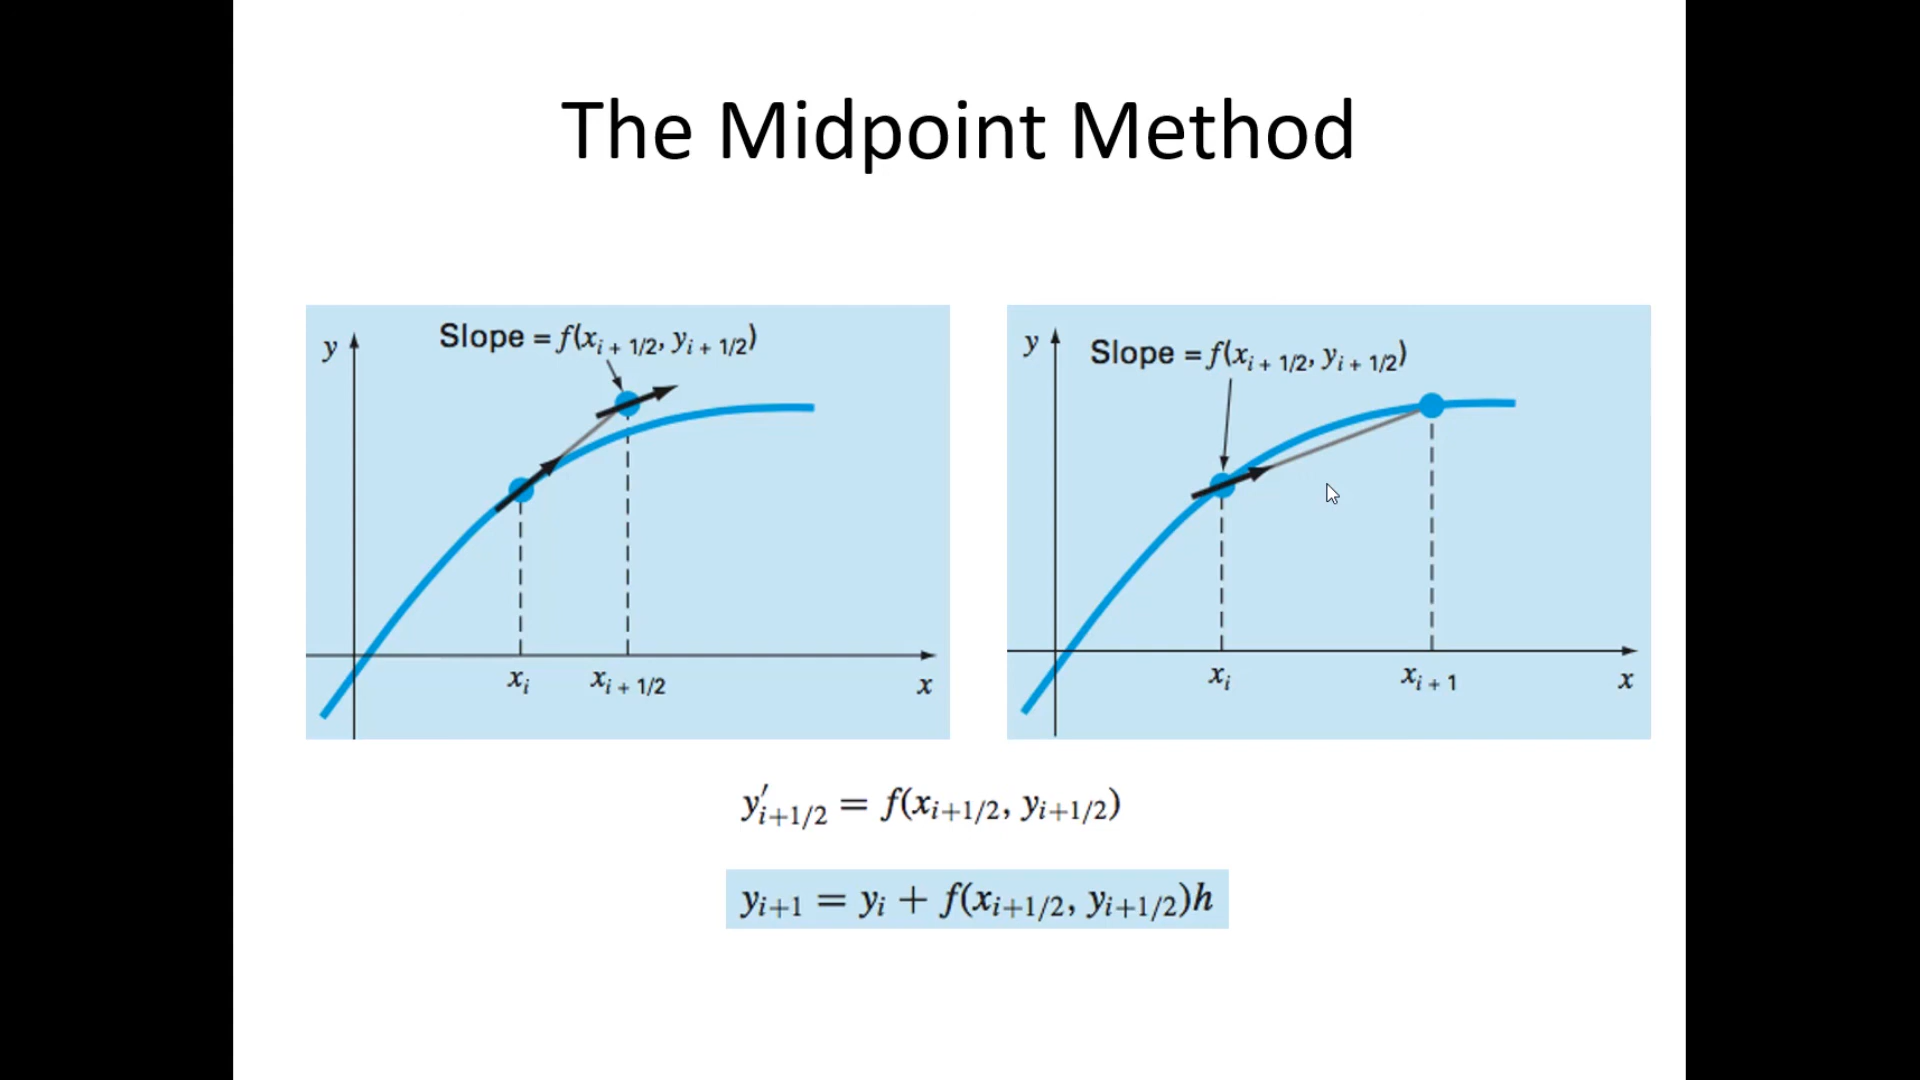 The Midpoint Method
y
Slope = f(x_{i + 1/2}, y_{i + 1/2})
x_i
x_{i + 1/2}
x
y
Slope = f(x_{i + 1/2}, y_{i + 1/2})
x_i
x_{i + 1}
x
y'_{i+1/2} = f(x_{i+1/2}, y_{i+1/2})
y_{i+1} = y_i + f(x_{i+1/2}, y_{i+1/2})h